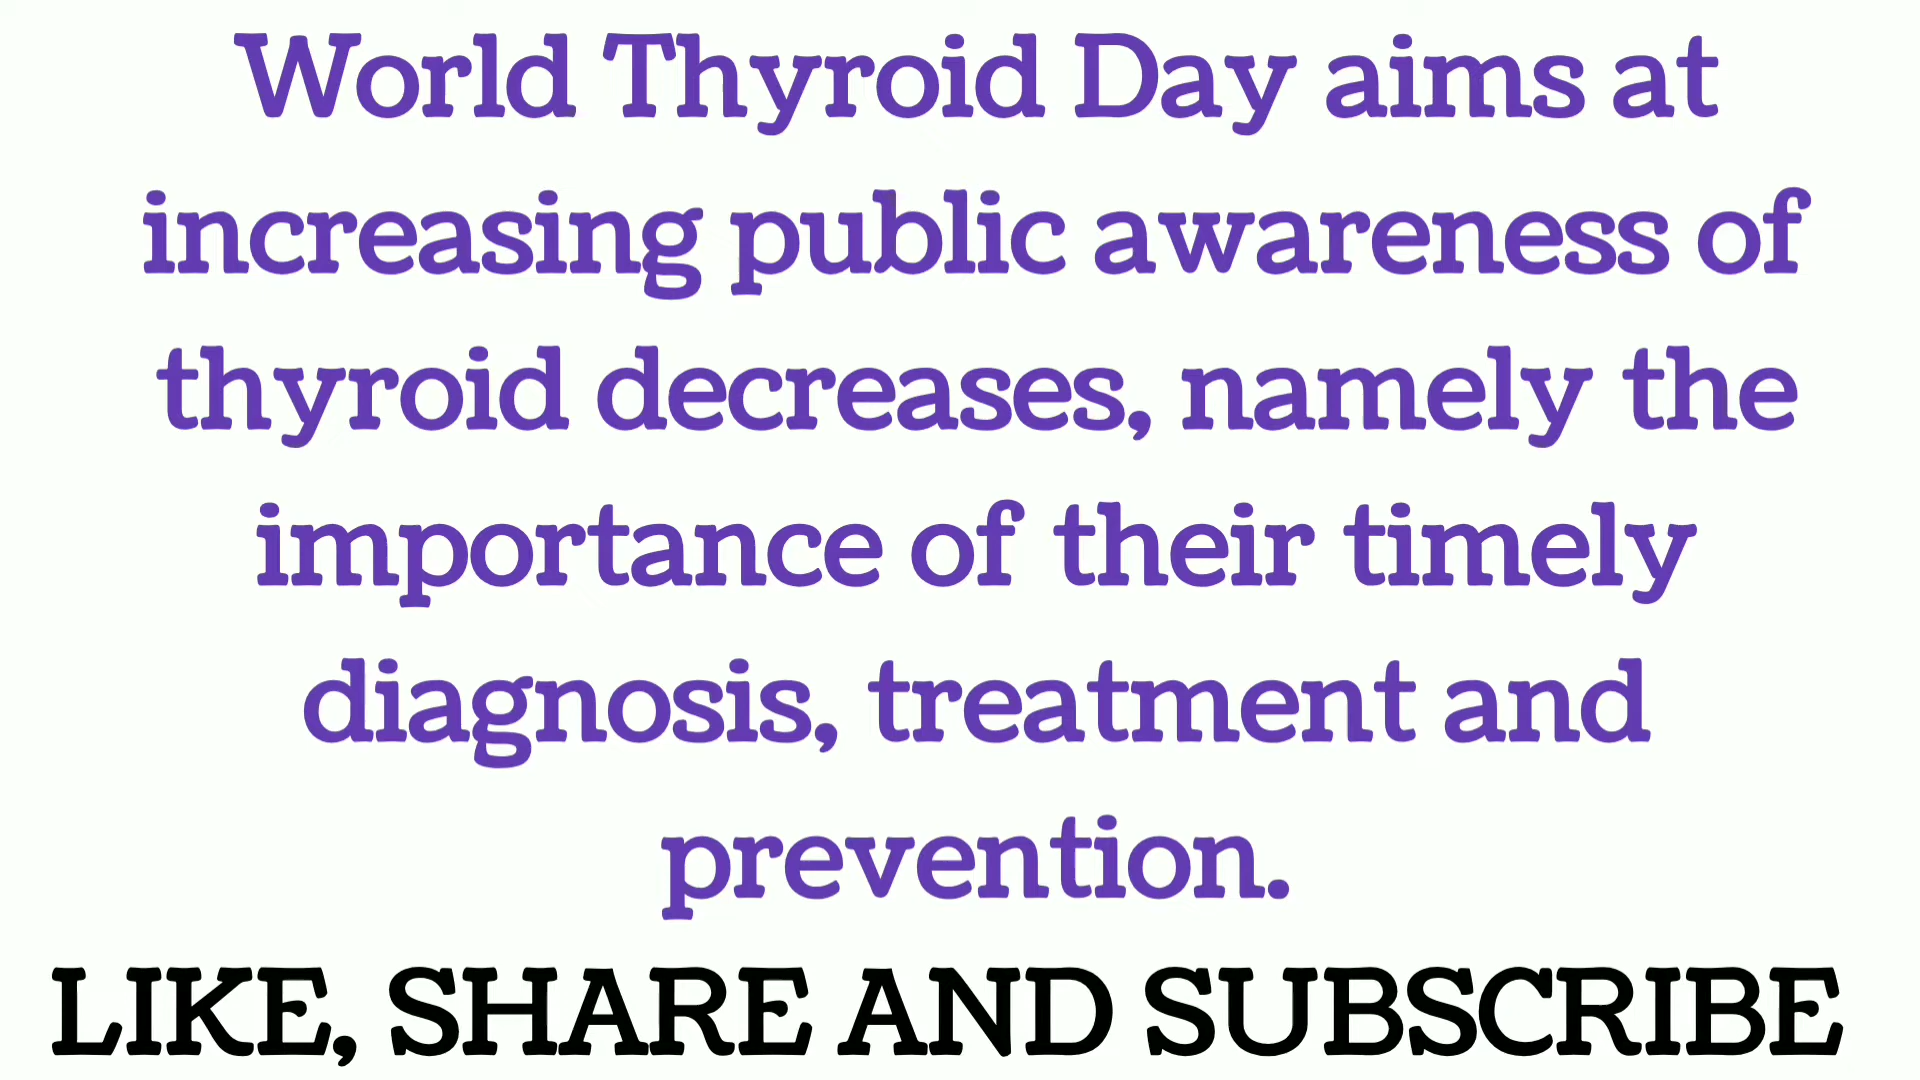 World Thyroid Day aims at
increasing public awareness of
thyroid decreases, namely the
importance of their timely
diagnosis, treatment and
prevention.
LIKE, SHARE AND SUBSCRIBE